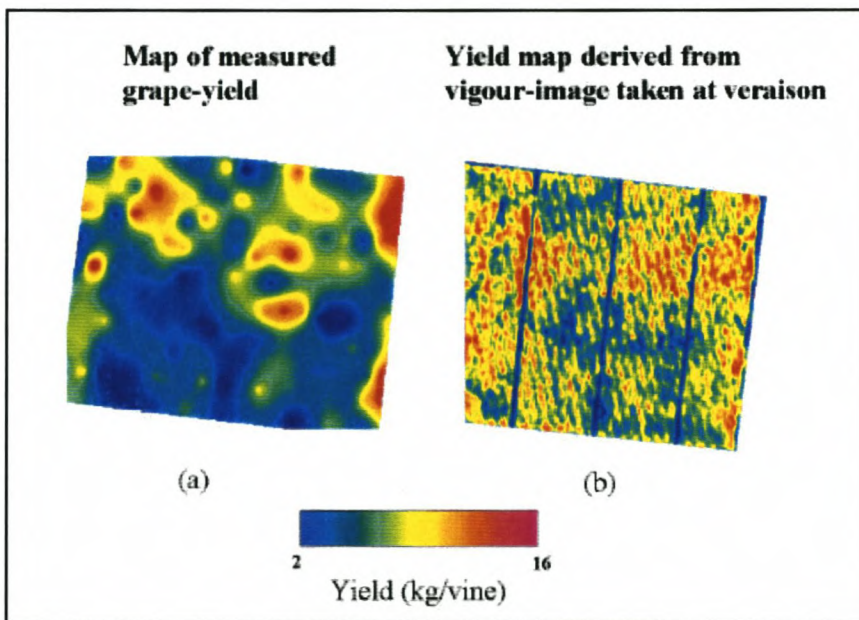 Map of measured
grape-yield
Yield map derived from
vigour-image taken at veraison
(a)
(b)
2
16
Yield (kg/vine)